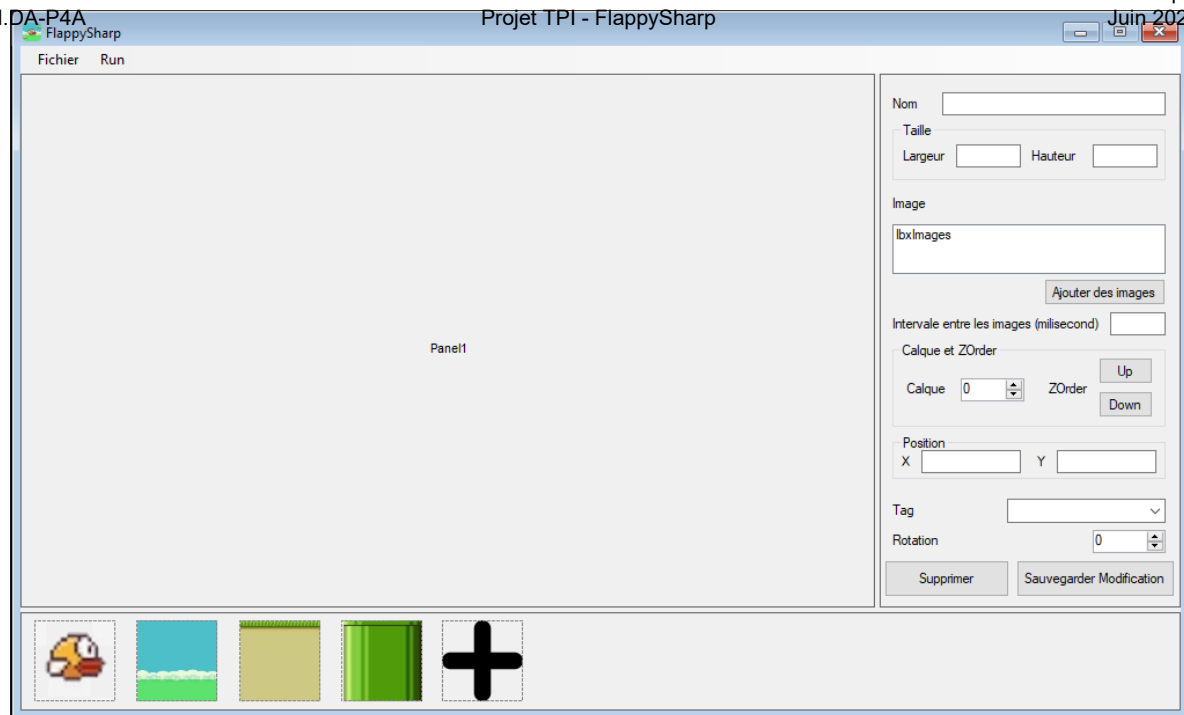 I.DA-P4A Projet TPI - FlappySharp Juin 202
FlappySharp
Fichier Run
Nom
Taille
Largeur Hauteur
Image
lbxImages
Ajouter des images
Intervale entre les images (milisecond)
Panel1
Calque et ZOrder
Up
Calque 0 ZOrder
Down
Position
X Y
Tag
Rotation 0
Supprimer Sauvegarder Modification